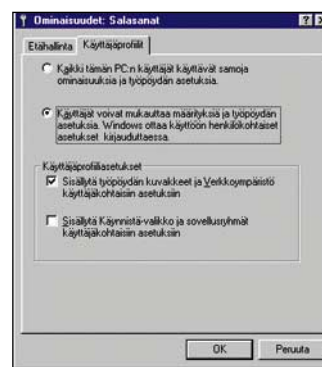 Ominaisuudet: Salasanat
Etähallinta Käyttäjäprofiilit
Kaikki tämän PC:n käyttäjät käyttävät samoja
ominaisuuksia ja työpöydän asetuksia.
Käyttäjät voivat mukauttaa määrityksiä ja työpöydän
asetuksia. Windows ottaa käyttöön henkilökohtaiset
asetukset kirjauduttaessa.
Käyttäjäprofiiliasetukset
Sisällytä työpöydän kuvakkeet ja Verkkoympäristö
käyttäjäkohtaisiin asetuksiin
Sisällytä Käynnistä-valikko ja sovellusryhmät
käyttäjäkohtaisiin asetuksiin
OK Peruuta